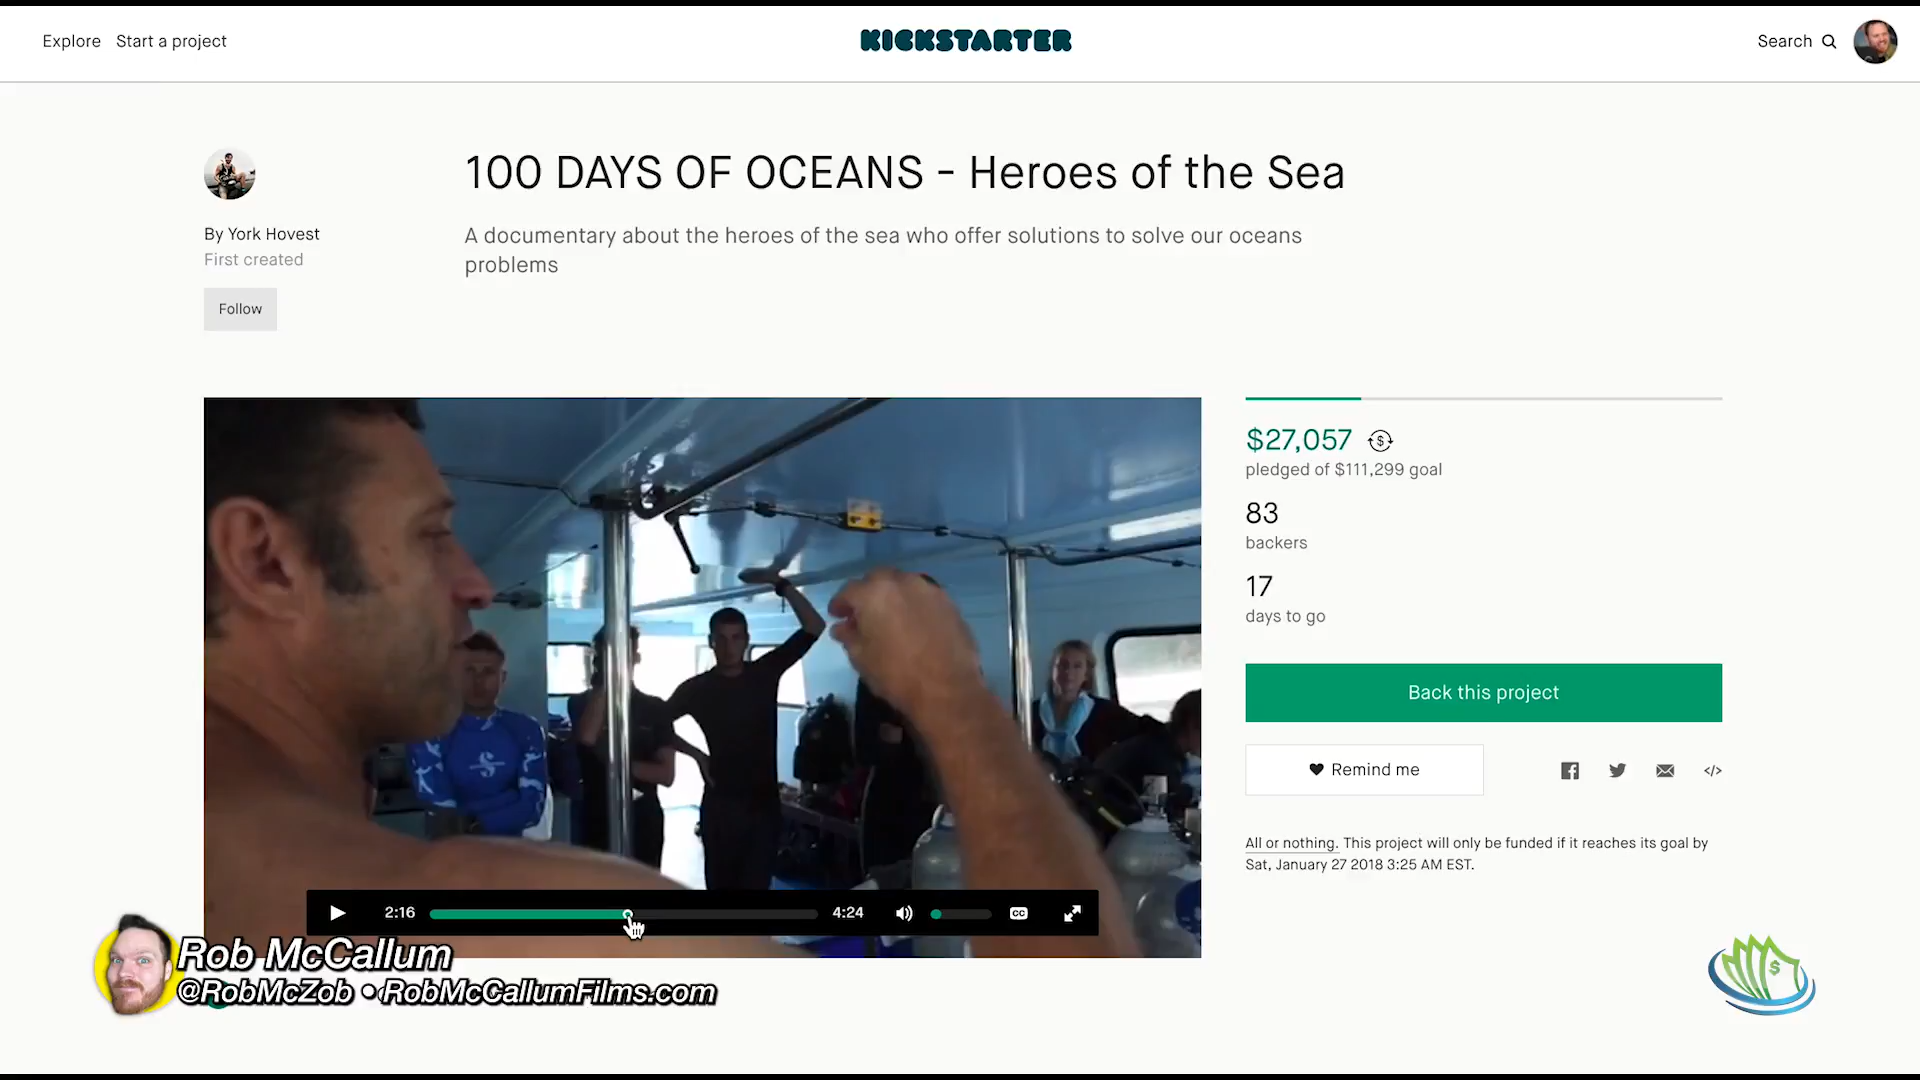 Explore Start a project
KICKSTARTER
Search
100 DAYS OF OCEANS - Heroes of the Sea
By York Hovest
First created
Follow
A documentary about the heroes of the sea who offer solutions to solve our oceans
problems
$27,057
pledged of $111,299 goal
83
backers
17
days to go
Back this project
Remind me
</>
All or nothing. This project will only be funded if it reaches its goal by
Sat, January 27 2018 3:25 AM EST.
2:16
4:24
CC
Rob McCallum
@RobMcZob • RobMcCallumFilms.com